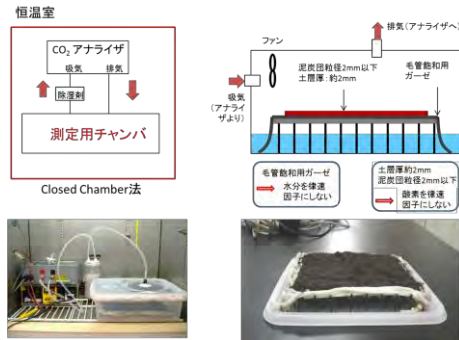 恒温室
CO₂ アナライザ
吸気
排気
除湿剤
測定用チャンバ
Closed Chamber法
排気(アナライザへ)
ファン
泥炭団粒径2mm以下
土層厚:約2mm
毛管飽和用
ガーゼ
吸気
(アナライ
ザより)
毛管飽和用ガーゼ
水分を律速
因子にしない
土層厚約2mm
泥炭団粒径2mm以下
酸素を律速
因子にしない